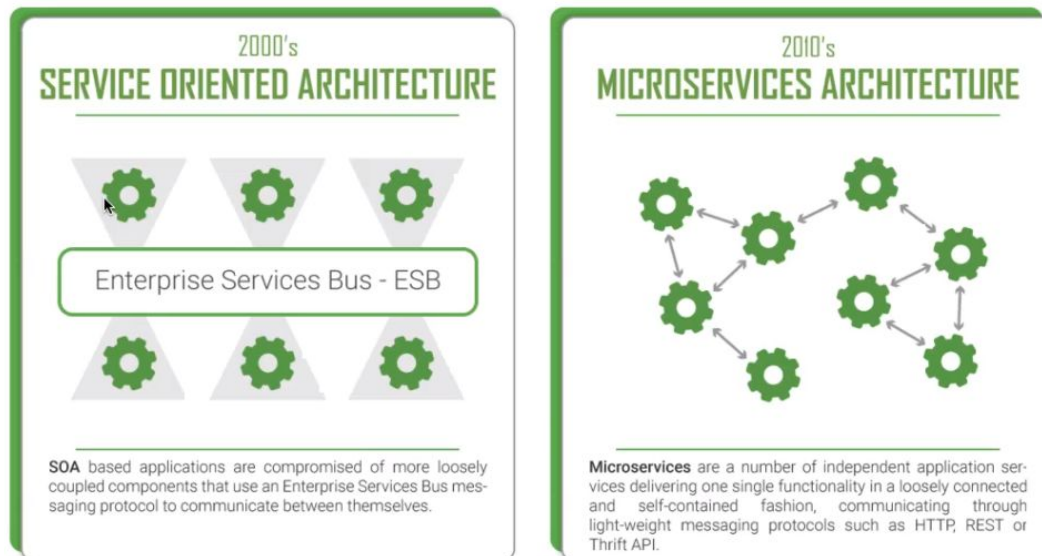 2000's
SERVICE ORIENTED ARCHITECTURE
Enterprise Services Bus - ESB
SOA based applications are compromised of more loosely
coupled components that use an Enterprise Services Bus mes-
saging protocol to communicate between themselves.
2010's
MICROSERVICES ARCHITECTURE
Microservices are a number of independent application ser-
vices delivering one single functionality in a loosely connected
and self-contained fashion, communicating through
light-weight messaging protocols such as HTTP, REST or
Thrift API.